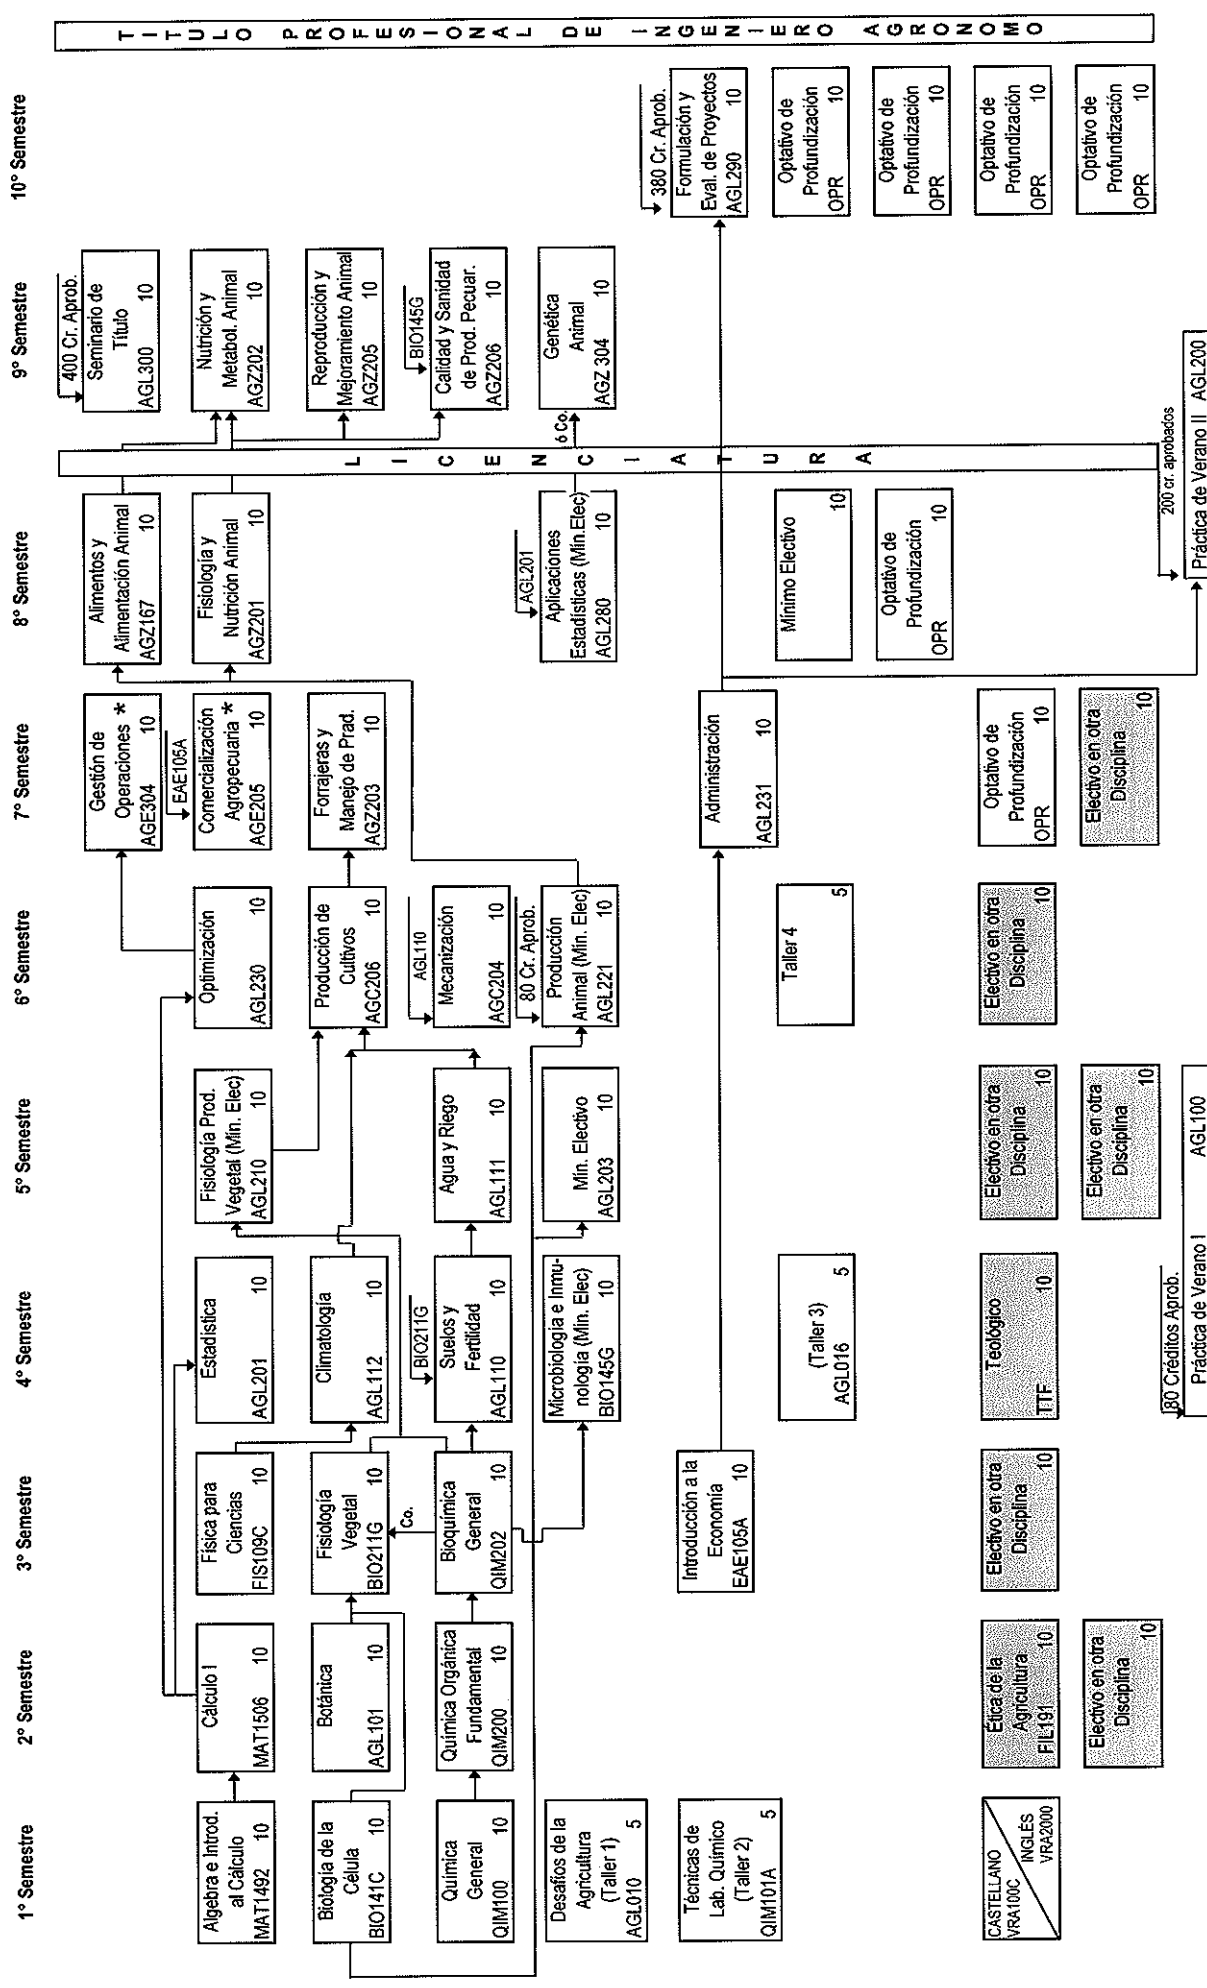 1° Semestre
Algebra e Introd.
al Cálculo
MAT1492 10
Biología de la
Célula
BIO141C 10
Química
General
QIM100 10
Desafíos de la
Agricultura
(Taller 1)
AGL010 5
Técnicas de
Lab. Químico
(Taller 2)
QIM101A 5
CASTELLANO
VRA100C
INGLÉS
VRA2000
2° Semestre
Cálculo I
MAT1506 10
Botánica
AGL101 10
Química Orgánica
Fundamental
QIM200 10
Ética de la
Agricultura
FIL191 10
Electivo en otra
Disciplina
10
3° Semestre
Física para
Ciencias
FIS109C 10
Fisiología
Vegetal
BIO211G 10
Co.
Bioquímica
General
QIM202 10
Introducción a la
Economía
EAE105A 10
Electivo en otra
Disciplina
10
4° Semestre
Estadística
AGL201 10
Climatología
AGL112 10
BIO211G
Suelos y
Fertilidad
AGL110 10
Microbiologia e Inmu-
nología (Min. Elec)
BIO145G 10
(Taller 3)
AGL016 5
Teológico
TTF 10
180 Créditos Aprob.
Práctica de Verano I AGL100
5° Semestre
Fisiología Prod.
Vegetal (Mín. Elec)
AGL210 10
Agua y Riego
AGL111 10
Min. Electivo
AGL203 10
Electivo en otra
Disciplina
10
Electivo en otra
Disciplina
10
6° Semestre
Optimización
AGL230 10
Producción de
Cultivos
AGC206 10
AGL110
Mecanización
AGC204 10
80 Cr. Aprob.
Producción
Animal (Min. Elec)
AGL221 10
Taller 4
5
Electivo en otra
Disciplina
10
7° Semestre
Gestión de
Operaciones *
AGE304 10
EAE105A
Comercialización
Agropecuaria *
AGE205 10
Forrajeras y
Manejo de Prad.
AGZ203 10
Administración
AGL231 10
Optativo de
Profundización
OPR 10
Electivo en otra
Disciplina
10
8° Semestre
Alimentos y
Alimentación Animal
AGZ167 10
Fisiología y
Nutrición Animal
AGZ201 10
AGL201
Aplicaciones
Estadísticas (Mín.Elec)
AGL280 10
Mínimo Electivo
10
Optativo de
Profundización
OPR 10
200 cr. aprobados
Práctica de Verano II AGL200
LICENCIATURA
9° Semestre
400 Cr. Aprob.
Seminario de
Título
AGL300 10
Nutrición y
Metabol. Animal
AGZ202 10
Reproducción y
Mejoramiento Animal
AGZ205 10
BIO145G
Calidad y Sanidad
de Prod. Pecuar.
AGZ206 10
ó Co.
Genética
Animal
AGZ 304 10
10° Semestre
380 Cr. Aprob.
Formulación y
Eval. de Proyectos
AGL290 10
Optativo de
Profundización
OPR 10
Optativo de
Profundización
OPR 10
Optativo de
Profundización
OPR 10
Optativo de
Profundización
OPR 10
TITULO PROFESIONAL DE INGENIERO AGRONOMO